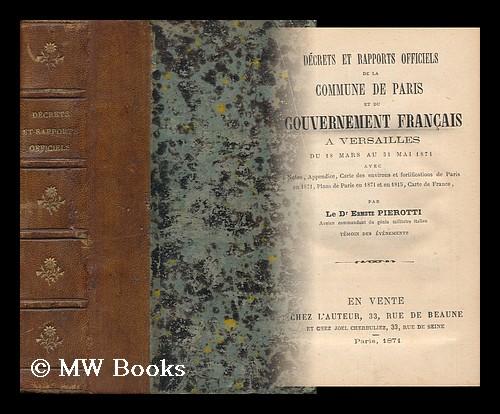 DÉCRETS
ET RAPPORTS
OFFICIELS
DÉCRETS ET RAPPORTS OFFICIELS
DE LA
COMMUNE DE PARIS
ET DU
GOUVERNEMENT FRANÇAIS
A VERSAILLES
DU 18 MARS AU 31 MAI 1871
AVEC
Notes, Appendice, Carte des environs et fortifications de Paris
en 1871, Plans de Paris en 1871 et en 1815, Carte de France,
PAR
Le Dr Ermete PIEROTTI
Ancien commandant du génie militaire italien
TÉMOIN DES ÉVÉNEMENTS
EN VENTE
CHEZ L'AUTEUR, 33, RUE DE BEAUNE
ET CHEZ JOEL CHERBULIEZ, 33, RUE DE SEINE
Paris, 1871
© MW Books